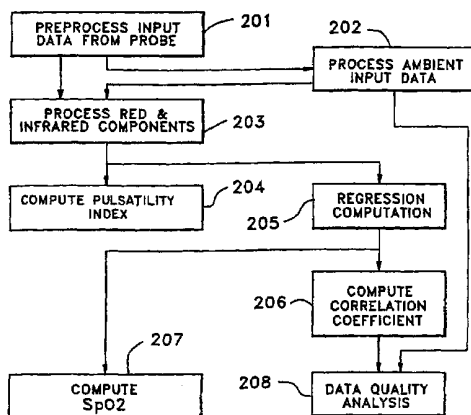 PREPROCESS INPUT
DATA FROM PROBE
201
202
PROCESS AMBIENT
INPUT DATA
PROCESS RED &
INFRARED COMPONENTS
203
COMPUTE PULSATILITY
INDEX
204
REGRESSION
COMPUTATION
205
COMPUTE
CORRELATION
COEFFICIENT
206
207
COMPUTE
SpO2
208
DATA QUALITY
ANALYSIS